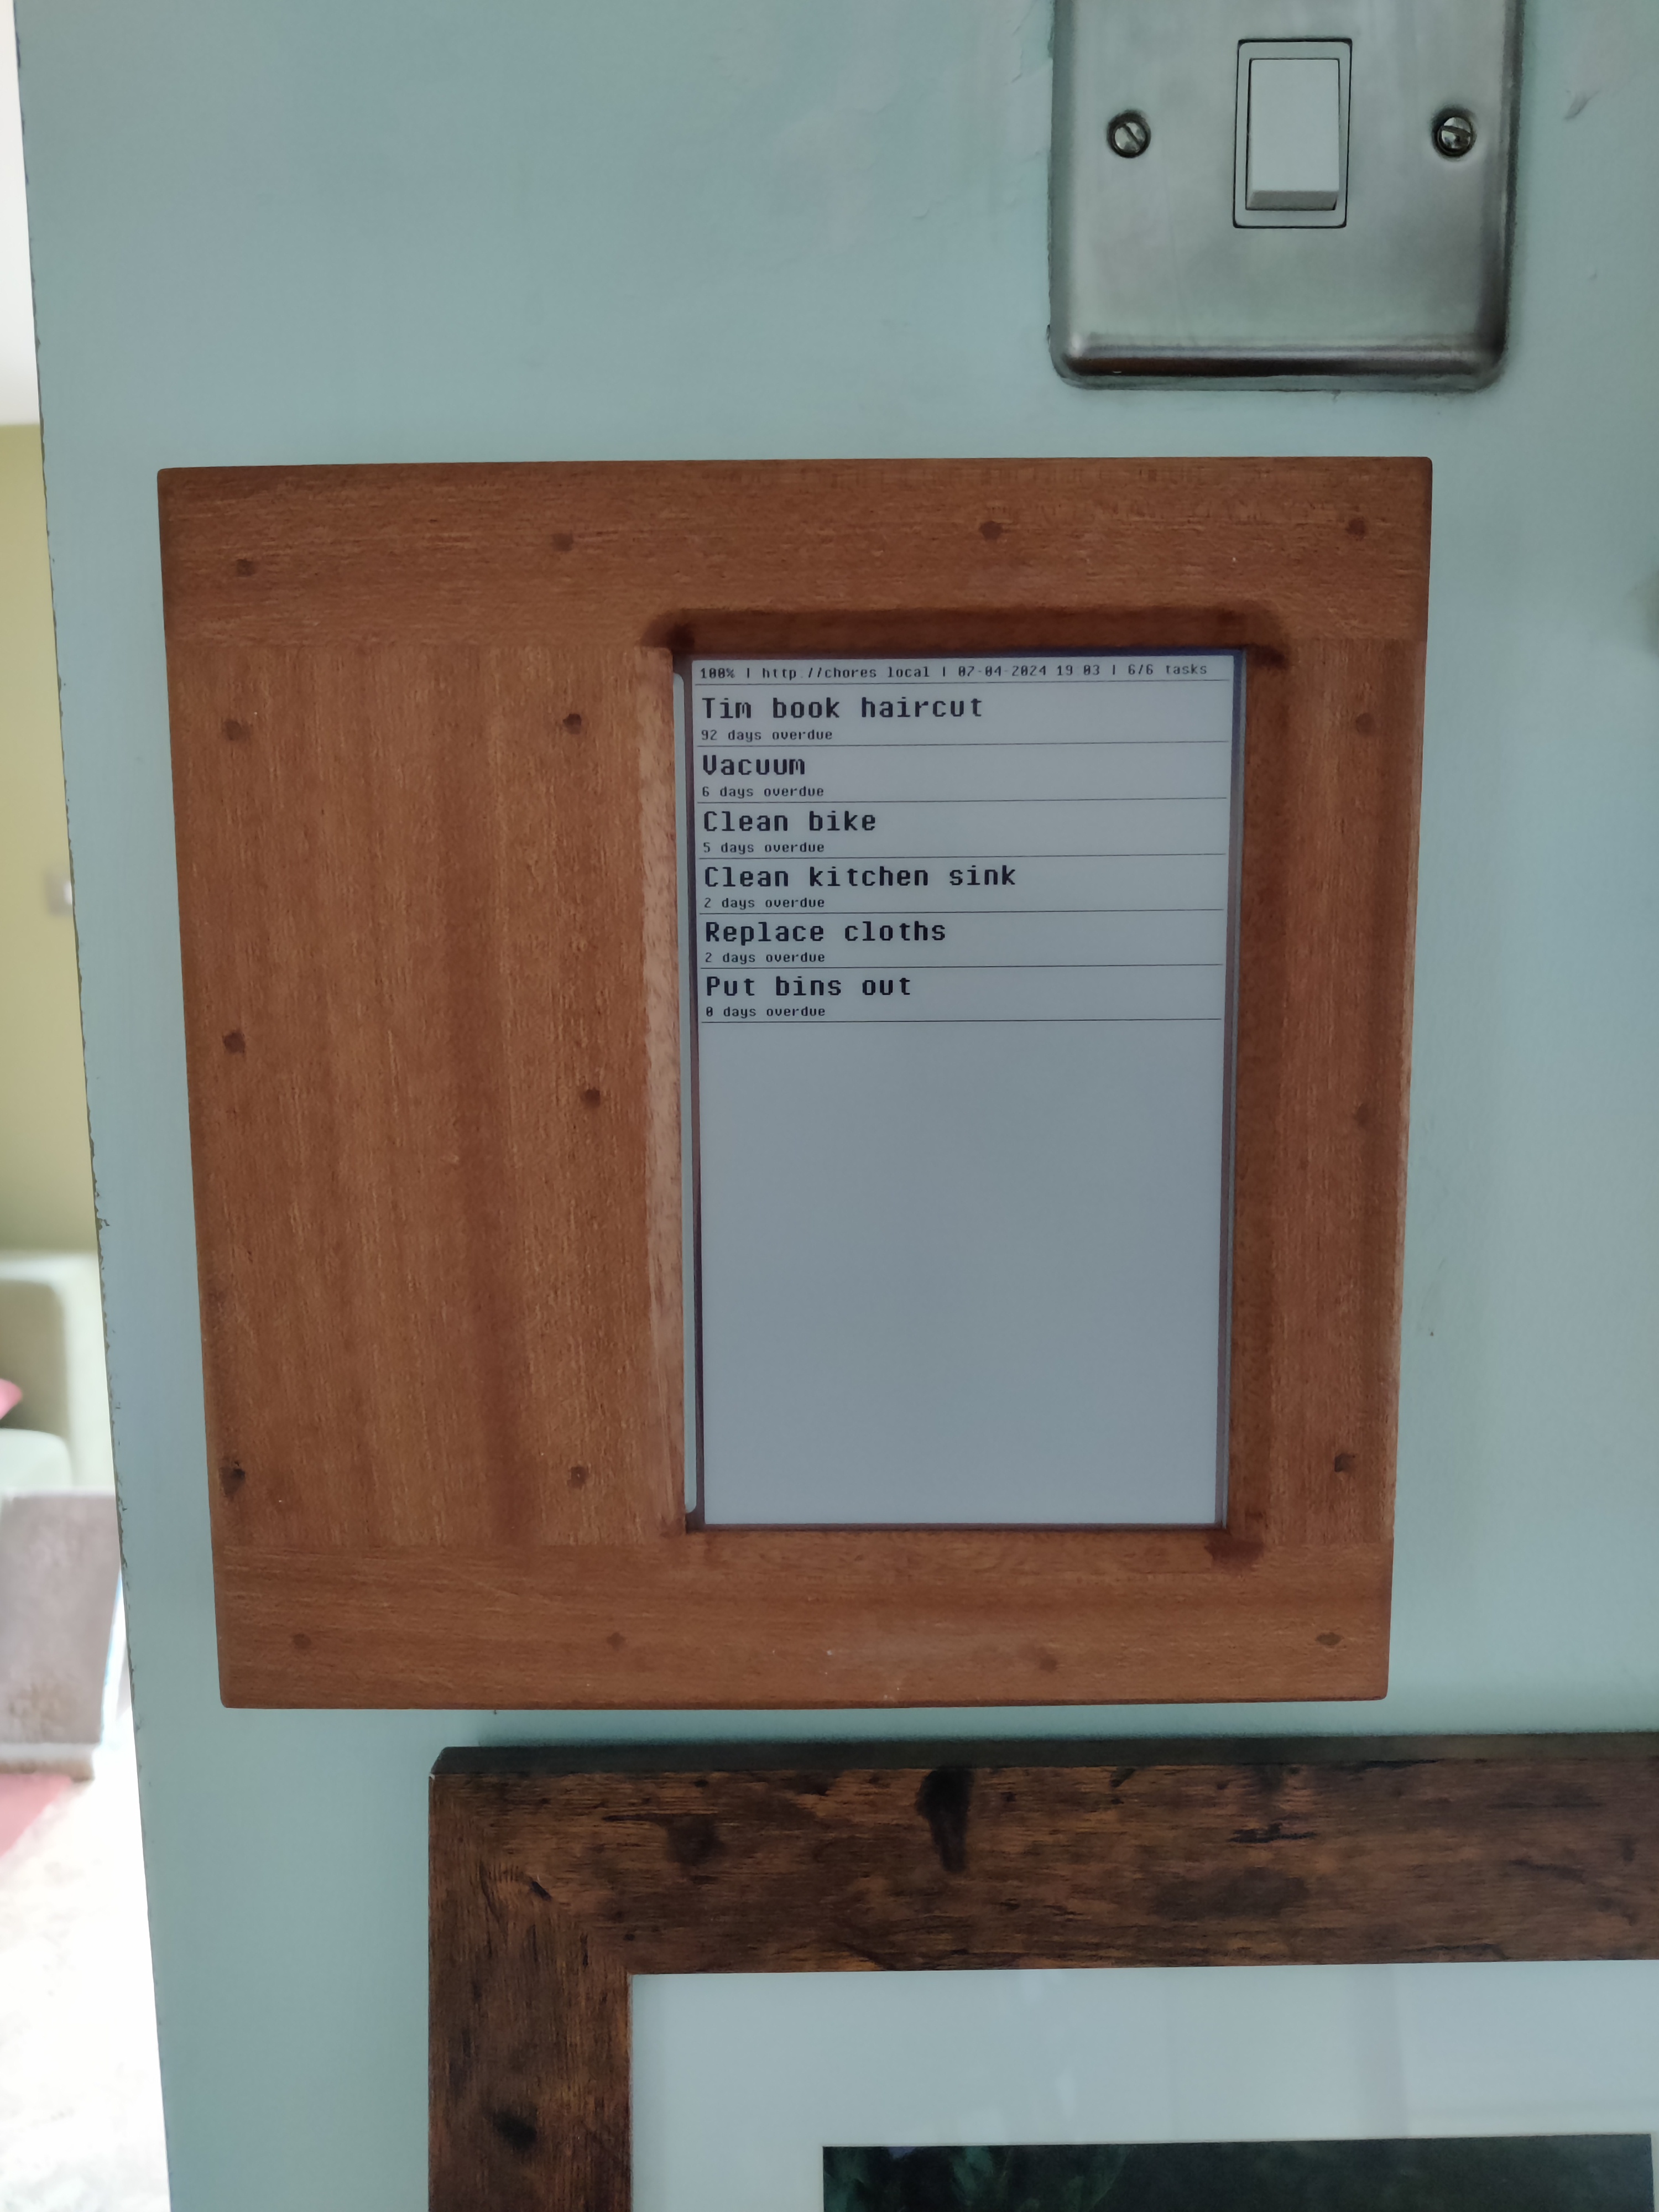 100% | http://chores.local | 07-04-2024 19:03 | 6/6 tasks
Tim book haircut
92 days overdue
Vacuum
6 days overdue
Clean bike
5 days overdue
Clean kitchen sink
2 days overdue
Replace cloths
2 days overdue
Put bins out
0 days overdue